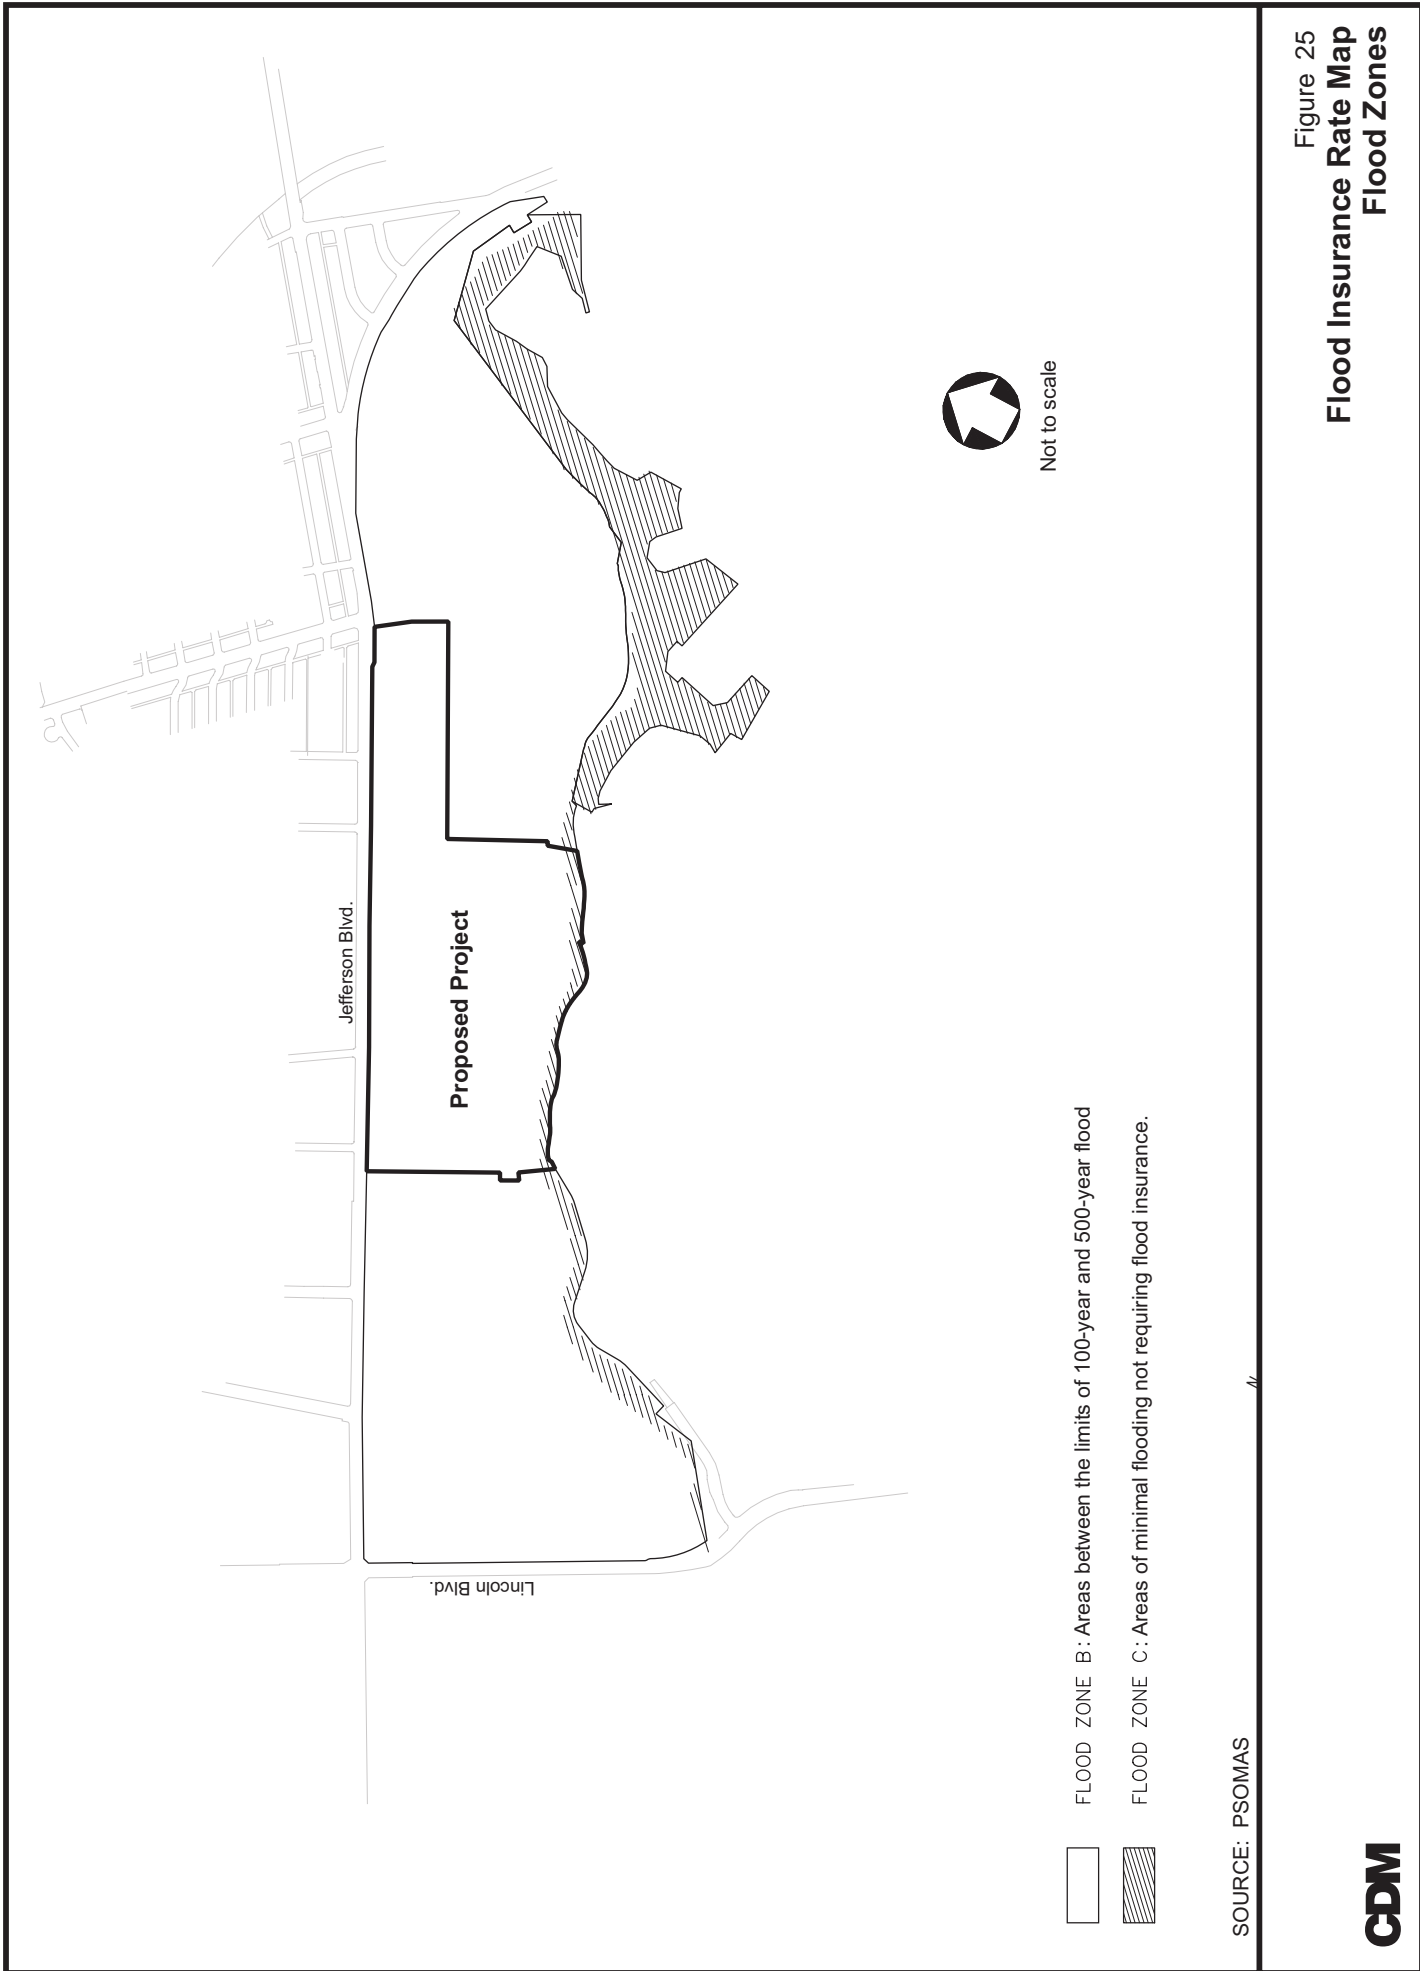 Jefferson Blvd.
Proposed Project
Lincoln Blvd.
Not to scale
FLOOD ZONE B: Areas between the limits of 100-year and 500-year flood
FLOOD ZONE C: Areas of minimal flooding not requiring flood insurance.
SOURCE: PSOMAS
N
Figure 25
Flood Insurance Rate Map
Flood Zones
CDM